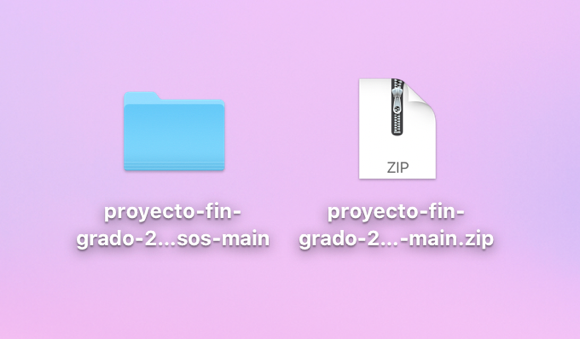 ZIP
proyecto-fin-
grado-2...sos-main
proyecto-fin-
grado-2...-main.zip